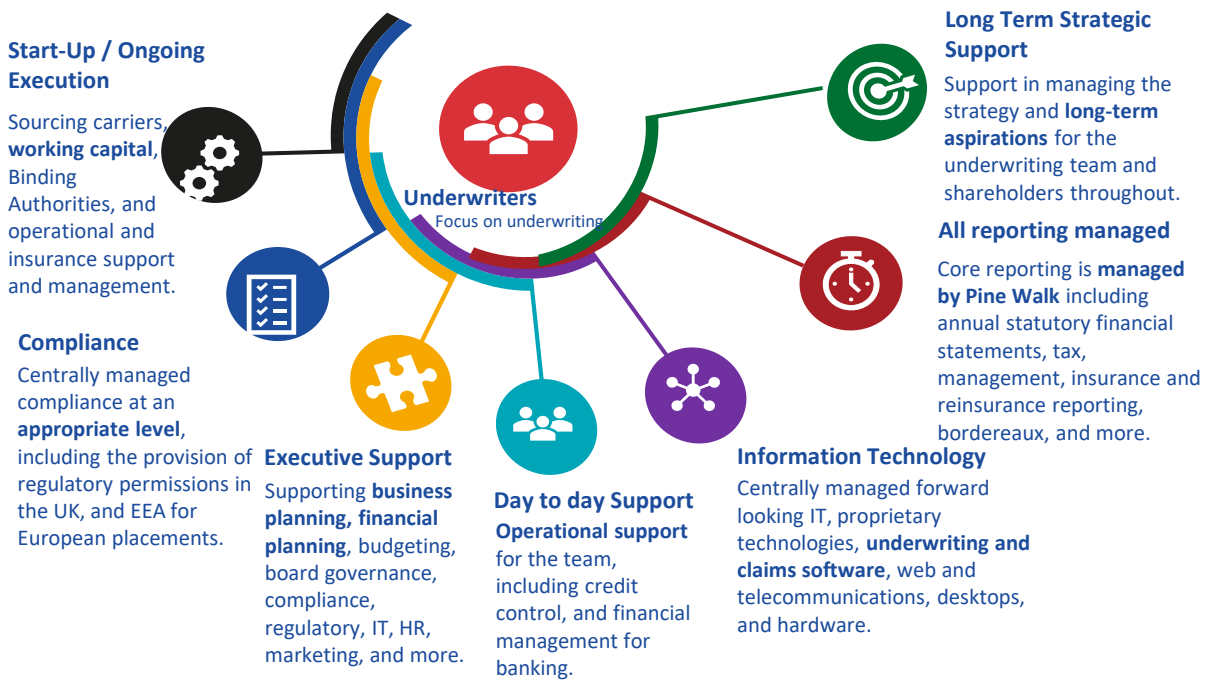 Start-Up / Ongoing
Execution
Sourcing carriers,
working capital,
Binding
Authorities, and
operational and
insurance support
and management.
Compliance
Centrally managed
compliance at an
appropriate level,
including the provision of
regulatory permissions in
the UK, and EEA for
European placements.
Executive Support
Supporting business
planning, financial
planning, budgeting,
board governance,
compliance,
regulatory, IT, HR,
marketing, and more.
Underwriters
Focus on underwriting
Day to day Support
Operational support
for the team,
including credit
control, and financial
management for
banking.
Information Technology
Centrally managed forward
looking IT, proprietary
technologies, underwriting and
claims software, web and
telecommunications, desktops,
and hardware.
Long Term Strategic
Support
Support in managing the
strategy and long-term
aspirations for the
underwriting team and
shareholders throughout.
All reporting managed
Core reporting is managed
by Pine Walk including
annual statutory financial
statements, tax,
management, insurance and
reinsurance reporting,
bordereaux, and more.